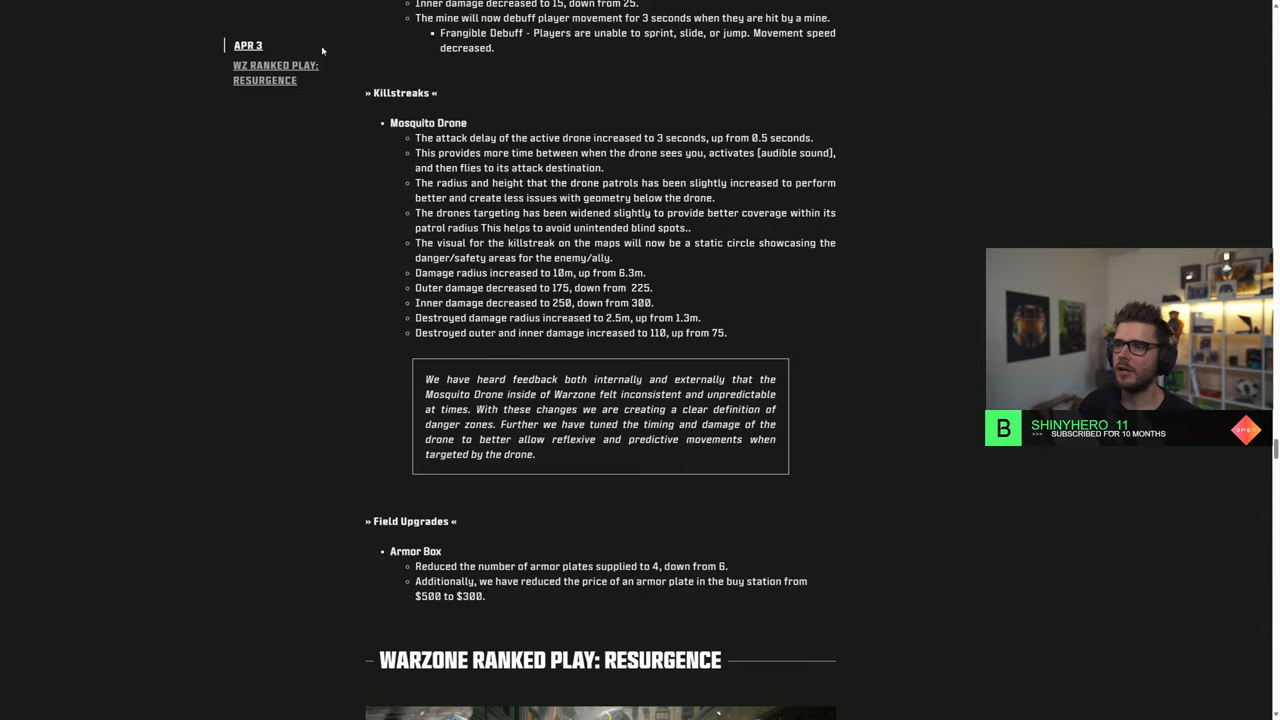 Inner damage decreased to 15, down from 25.
The mine will now debuff player movement for 3 seconds when they are hit by a mine.
Frangible Debuff - Players are unable to sprint, slide, or jump. Movement speed
decreased.
APR 3
WZ RANKED PLAY:
RESURGENCE
» Killstreaks «
Mosquito Drone
The attack delay of the active drone increased to 3 seconds, up from 0.5 seconds.
This provides more time between when the drone sees you, activates [audible sound],
and then flies to its attack destination.
The radius and height that the drone patrols has been slightly increased to perform
better and create less issues with geometry below the drone.
The drones targeting has been widened slightly to provide better coverage within its
patrol radius This helps to avoid unintended blind spots..
The visual for the killstreak on the maps will now be a static circle showcasing the
danger/safety areas for the enemy/ally.
Damage radius increased to 10m, up from 6.3m.
Outer damage decreased to 175, down from 225.
Inner damage decreased to 250, down from 300.
Destroyed damage radius increased to 2.5m, up from 1.3m.
Destroyed outer and inner damage increased to 110, up from 75.
We have heard feedback both internally and externally that the
Mosquito Drone inside of Warzone felt inconsistent and unpredictable
at times. With these changes we are creating a clear definition of
danger zones. Further we have tuned the timing and damage of the
drone to better allow reflexive and predictive movements when
targeted by the drone.
B
SHINYHERO_11
>>> SUBSCRIBED FOR 10 MONTHS
OMEN
» Field Upgrades «
Armor Box
Reduced the number of armor plates supplied to 4, down from 6.
Additionally, we have reduced the price of an armor plate in the buy station from
$500 to $300.
WARZONE RANKED PLAY: RESURGENCE